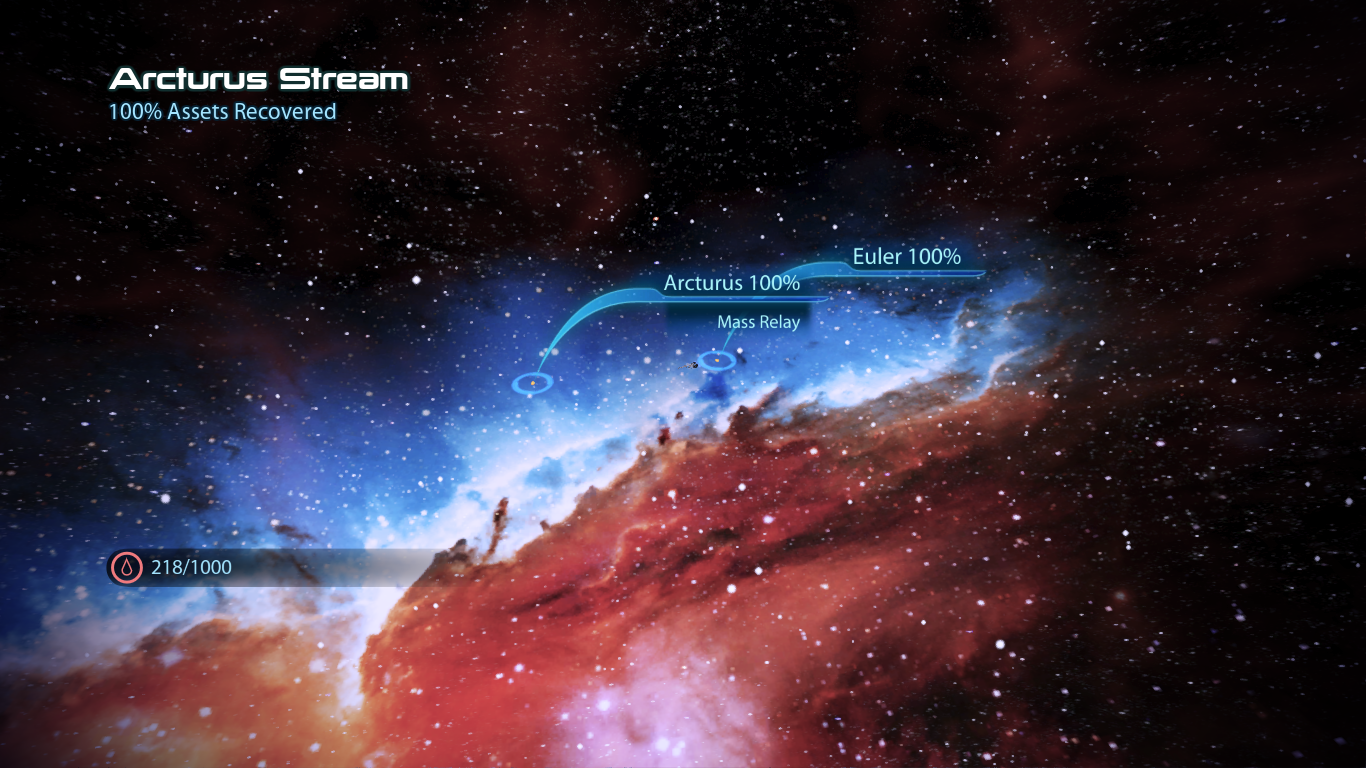 Arcturus Stream
100% Assets Recovered
Euler 100%
Arcturus 100%
Mass Relay
218/1000